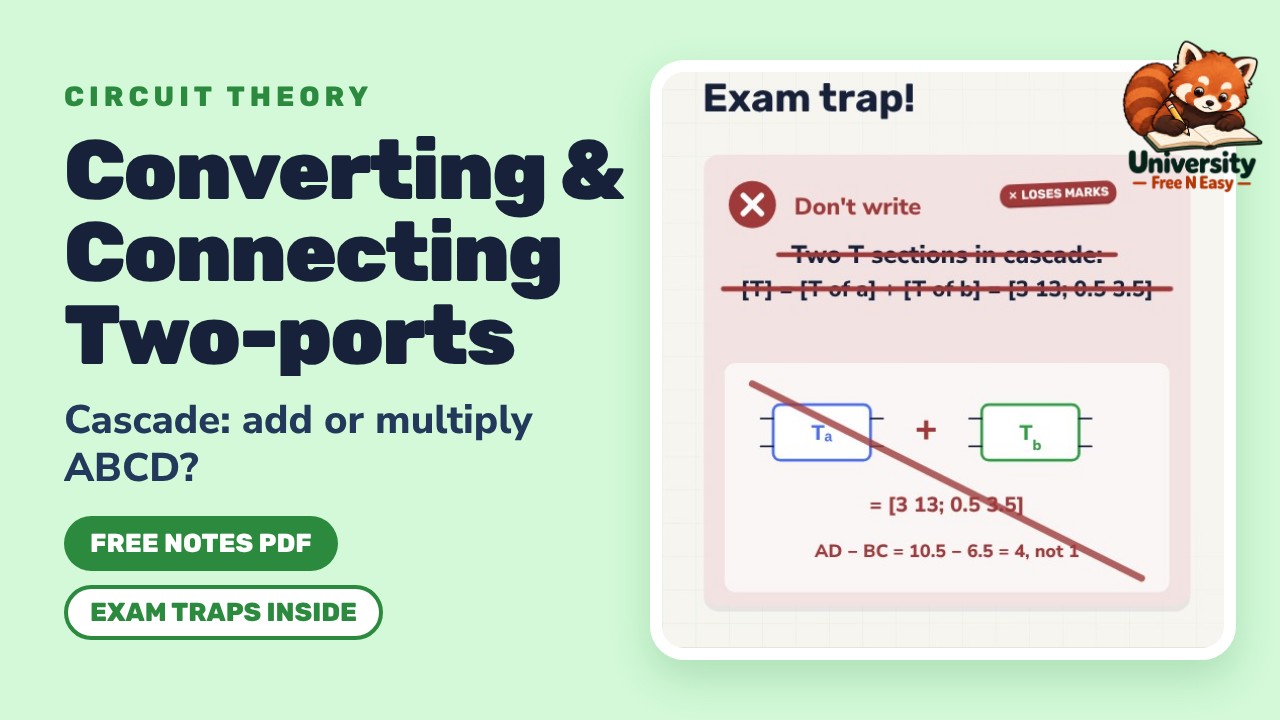 CIRCUIT THEORY
Converting &
Connecting
Two-ports
Cascade: add or multiply
ABCD?
FREE NOTES PDF
EXAM TRAPS INSIDE
Exam trap!
University
Free N Easy
Don't write
× LOSES MARKS
Two T sections in cascade:
[T] = [T of a] + [T of b] = [3 13; 0.5 3.5]
Ta
+
Tb
= [3 13; 0.5 3.5]
AD − BC = 10.5 − 6.5 = 4, not 1